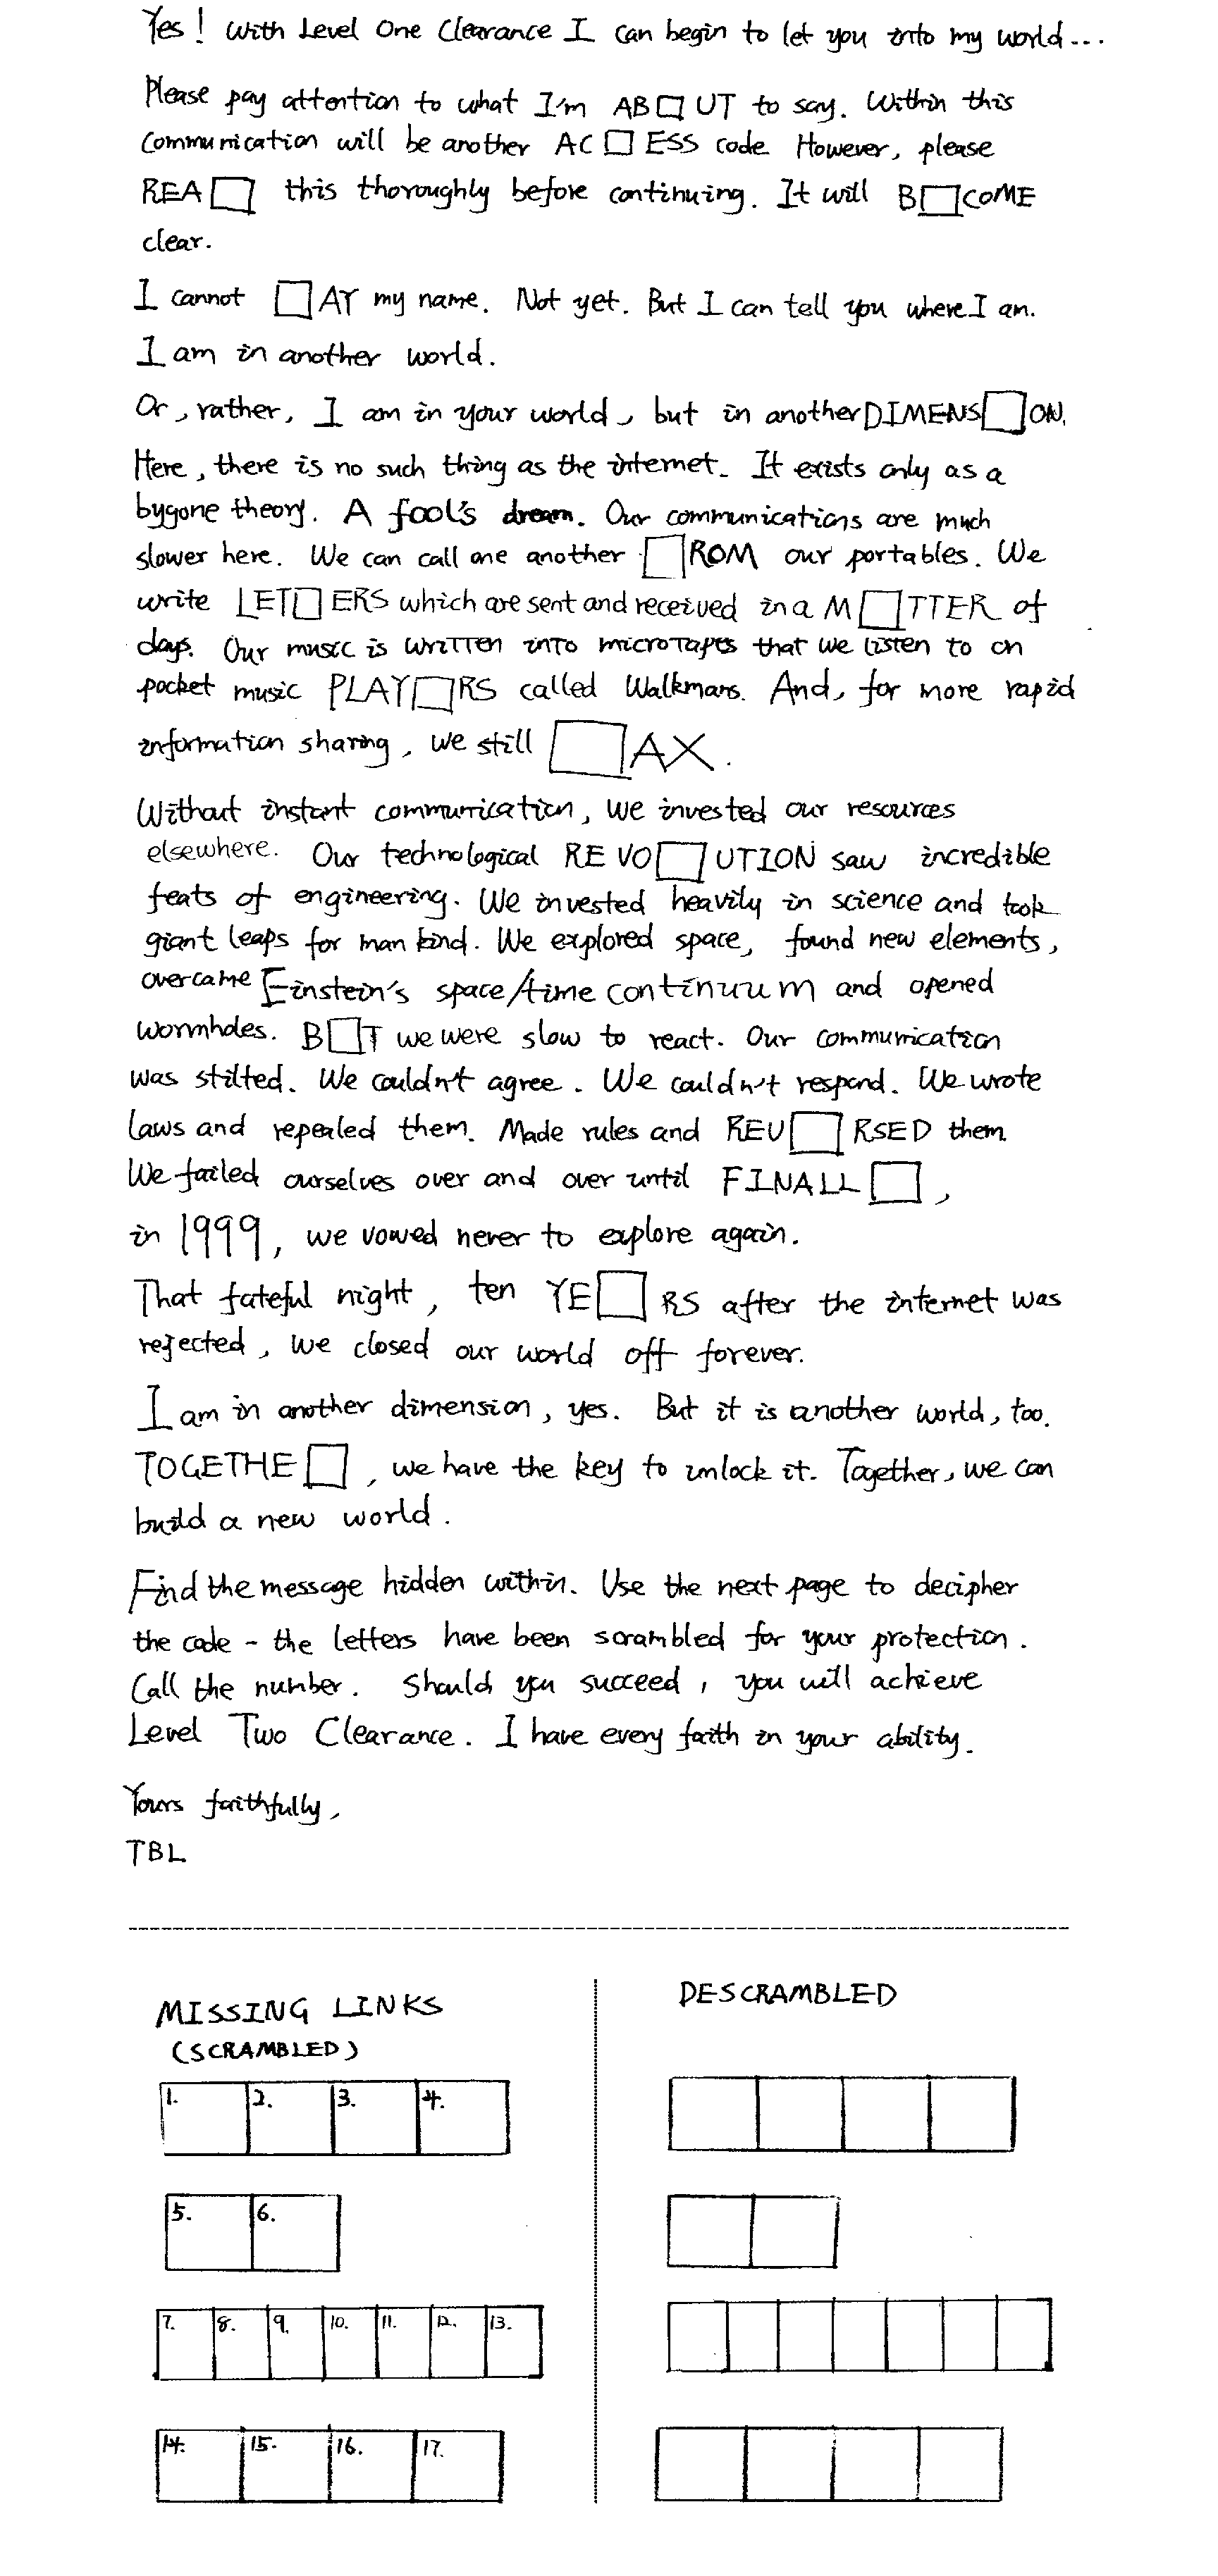 Yes! With Level One Clearance I can begin to let you into my world...
Please pay attention to what I'm AB□UT to say. Within this
communication will be another AC□ESS code. However, please
REA□ this thoroughly before continuing. It will B□COME
clear.
I cannot □AY my name. Not yet. But I can tell you where I am.
I am in another world.
Or, rather, I am in your world, but in another DIMENS□ON.
Here, there is no such thing as the internet. It exists only as a
bygone theory. A fool's dream. Our communications are much
slower here. We can call one another □ROM our portables. We
write LET□ERS which are sent and received in a M□TTER of
days. Our music is written into microtapes that we listen to on
pocket music PLAY□RS called Walkmans. And, for more rapid
information sharing, we still □AX.
Without instant communication, we invested our resources
elsewhere. Our technological REVO□UTION saw incredible
feats of engineering. We invested heavily in science and took
giant leaps for mankind. We explored space, found new elements,
overcame Einstein's space/time continuum and opened
wormholes. B□T we were slow to react. Our communication
was stilted. We couldn't agree. We couldn't respond. We wrote
laws and repealed them. Made rules and REV□RSED them
We failed ourselves over and over until FINALL□,
in 1999, we vowed never to explore again.
That fateful night, ten YE□RS after the internet was
rejected, we closed our world off forever.
I am in another dimension, yes. But it is another world, too.
TOGETHE□, we have the key to unlock it. Together, we can
build a new world.
Find the message hidden within. Use the next page to decipher
the code - the letters have been scrambled for your protection.
Call the number. Should you succeed, you will achieve
Level Two Clearance. I have every faith in your ability.
Yours faithfully,
TBL
MISSING LINKS
(SCRAMBLED)
DESCRAMBLED
1. 2. 3. 4.
5. 6.
7. 8. 9. 10. 11. 12. 13.
14. 15. 16. 17.